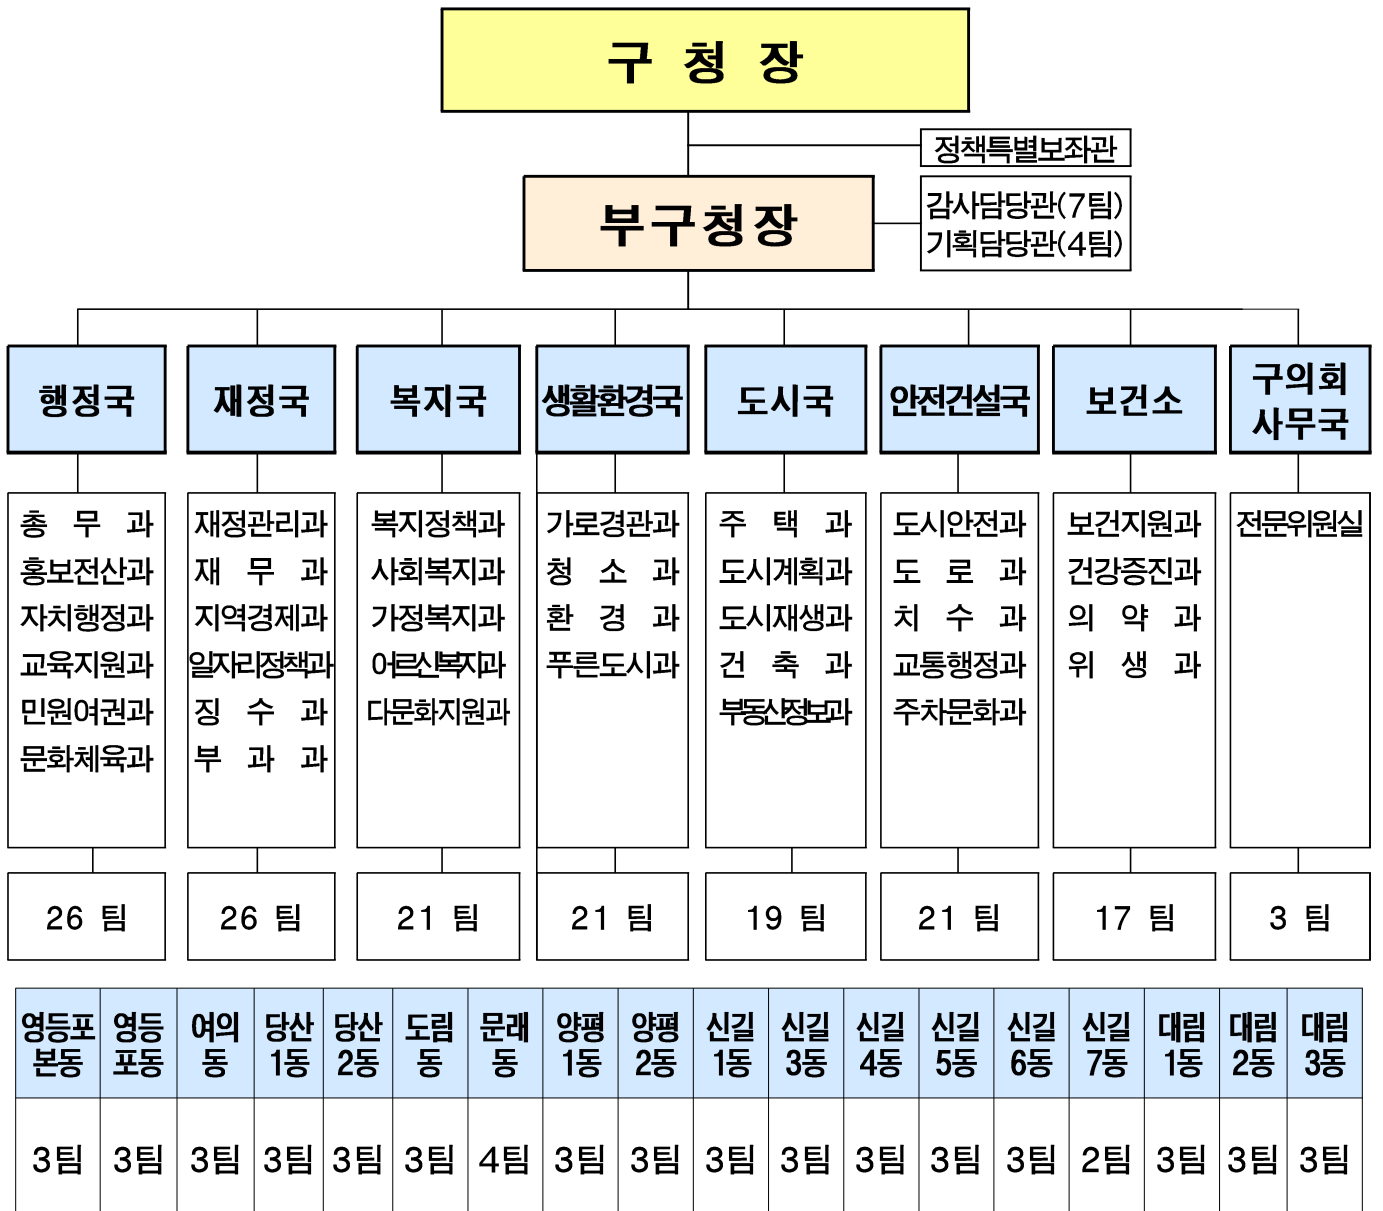 구 청 장
정책특별보좌관
부구청장
감사담당관(7팀)
기획담당관(4팀)
행정국
재정국
복지국
생활환경국
도시국
안전건설국
보건소
구의회
사무국
총 무 과
홍보전산과
자치행정과
교육지원과
민원여권과
문화체육과
재정관리과
재 무 과
지역경제과
일자리정책과
징 수 과
부 과 과
복지정책과
사회복지과
가정복지과
어르신복지과
다문화지원과
가로경관과
청 소 과
환 경 과
푸른도시과
주 택 과
도시계획과
도시재생과
건 축 과
부동산정보과
도시안전과
도 로 과
치 수 과
교통행정과
주차문화과
보건지원과
건강증진과
의 약 과
위 생 과
전문위원실
26 팀
26 팀
21 팀
21 팀
19 팀
21 팀
17 팀
3 팀
영등포
본동
영등
포동
여의
동
당산
1동
당산
2동
도림
동
문래
동
양평
1동
양평
2동
신길
1동
신길
3동
신길
4동
신길
5동
신길
6동
신길
7동
대림
1동
대림
2동
대림
3동
3팀
3팀
3팀
3팀
3팀
3팀
4팀
3팀
3팀
3팀
3팀
3팀
3팀
3팀
2팀
3팀
3팀
3팀